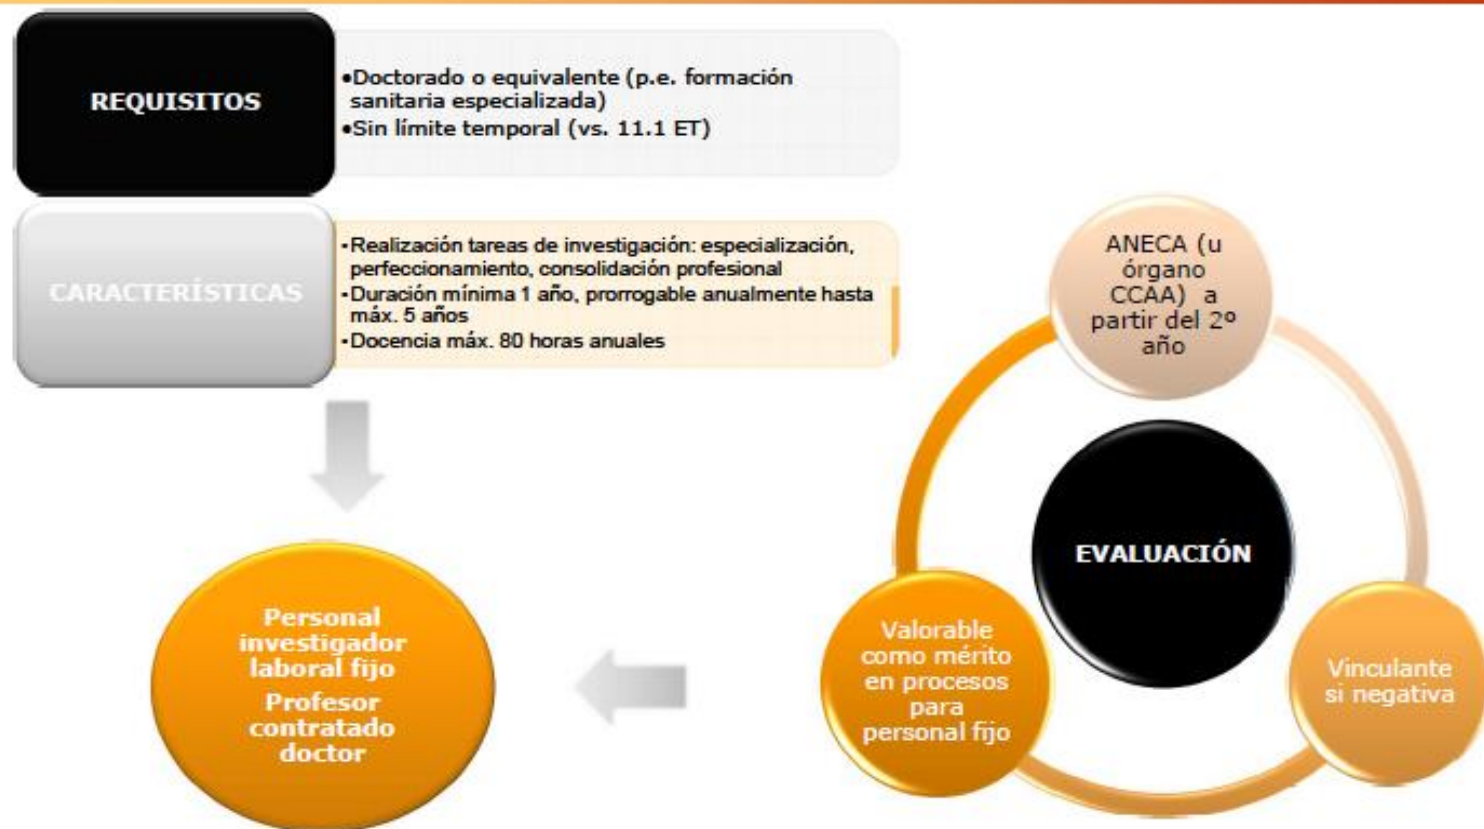 REQUISITOS
•Doctorado o equivalente (p.e. formación
sanitaria especializada)
•Sin límite temporal (vs. 11.1 ET)
CARACTERÍSTICAS
•Realización tareas de investigación: especialización,
perfeccionamiento, consolidación profesional
•Duración mínima 1 año, prorrogable anualmente hasta
máx. 5 años
•Docencia máx. 80 horas anuales
Personal
investigador
laboral fijo
Profesor
contratado
doctor
ANECA (u
órgano
CCAA) a
partir del 2º
año
EVALUACIÓN
Valorable
como mérito
en procesos
para
personal fijo
Vinculante
si negativa